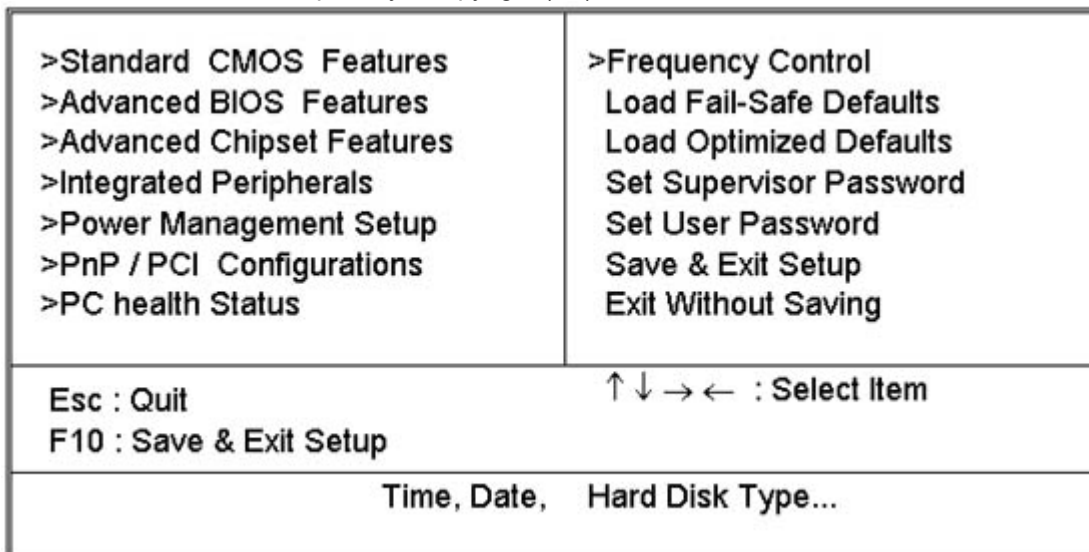 >Standard CMOS Features
>Advanced BIOS Features
>Advanced Chipset Features
>Integrated Peripherals
>Power Management Setup
>PnP / PCI Configurations
>PC health Status
>Frequency Control
Load Fail-Safe Defaults
Load Optimized Defaults
Set Supervisor Password
Set User Password
Save & Exit Setup
Exit Without Saving
Esc : Quit
F10 : Save & Exit Setup
↑ ↓ → ← : Select Item
Time, Date, Hard Disk Type...